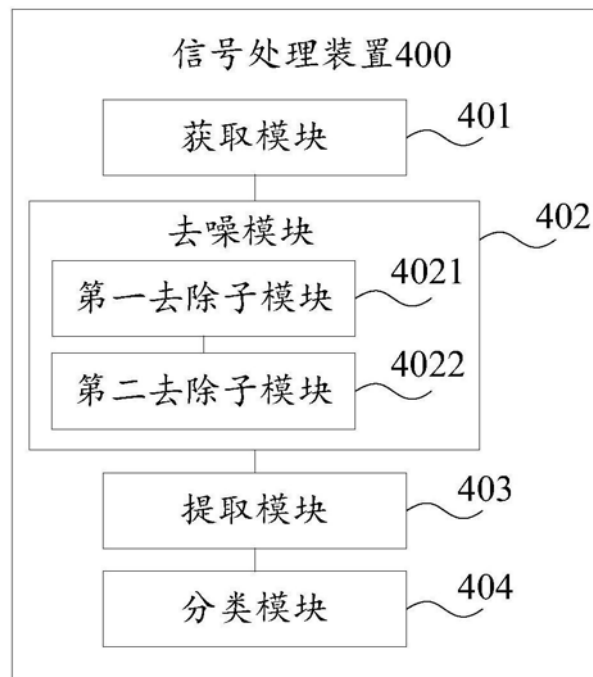 信号处理装置400
获取模块
401
去噪模块
402
第一去除子模块
4021
第二去除子模块
4022
提取模块
403
分类模块
404